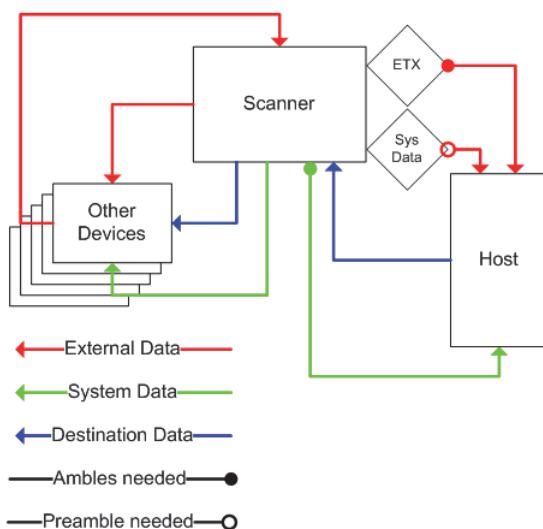 ETX
Scanner
Sys
Data
Other
Devices
Host
External Data
System Data
Destination Data
Ambles needed
Preamble needed